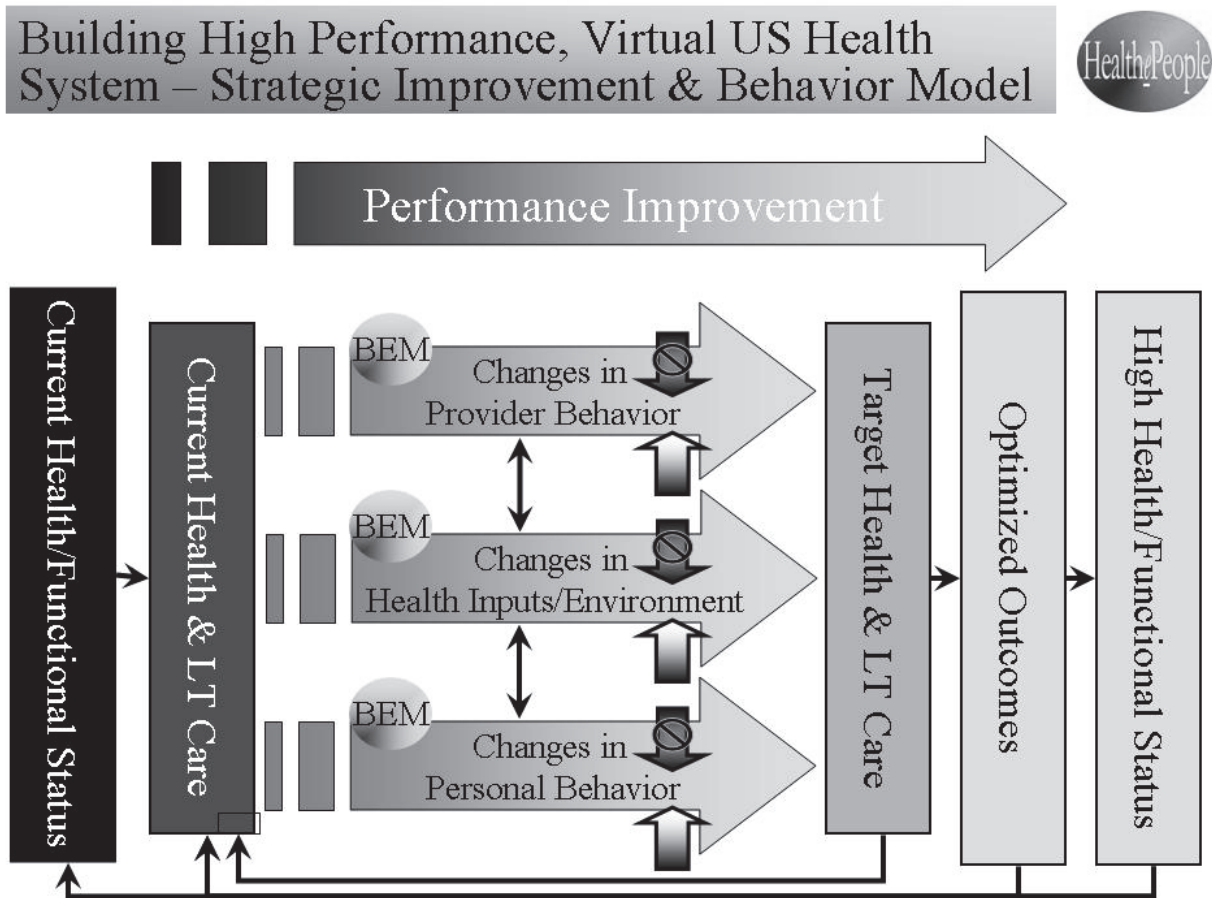 Building High Performance, Virtual US Health
System – Strategic Improvement & Behavior Model
HealthePeople
Performance Improvement
Current Health/Functional Status
Current Health & LT Care
BEM
Changes in
Provider Behavior
BEM
Changes in
Health Inputs/Environment
BEM
Changes in
Personal Behavior
Target Health & LT Care
Optimized Outcomes
High Health/Functional Status